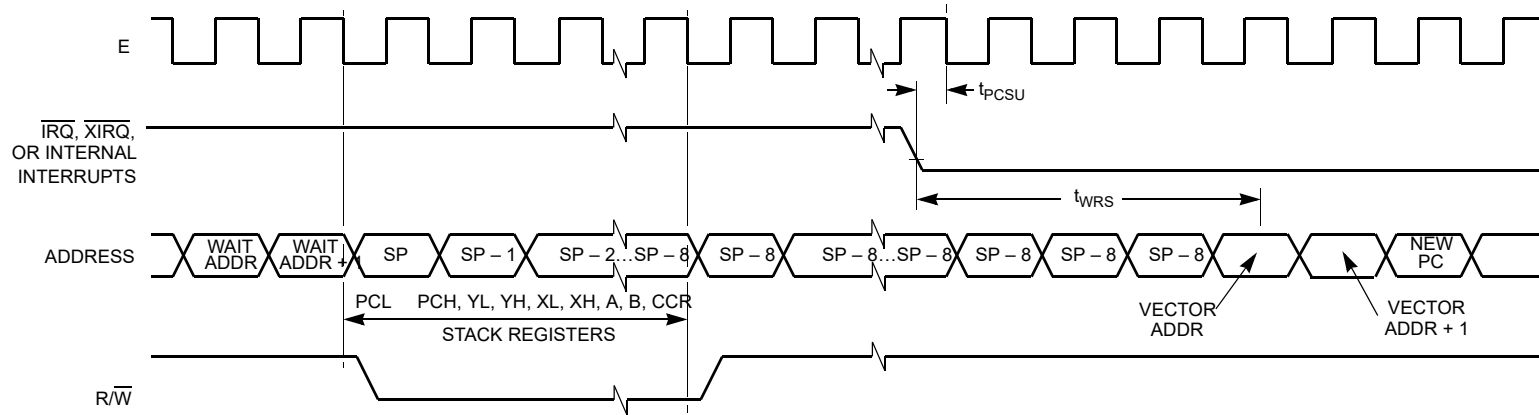 E
tPCSU
IRQ, XIRQ,
OR INTERNAL
INTERRUPTS
tWRS
ADDRESS
WAIT
ADDR
WAIT
ADDR + 1
SP
SP – 1
SP – 2…SP – 8
SP – 8
SP – 8…SP – 8
SP – 8
SP – 8
SP – 8
NEW
PC
PCL
PCH, YL, YH, XL, XH, A, B, CCR
STACK REGISTERS
VECTOR
ADDR
VECTOR
ADDR + 1
R/W